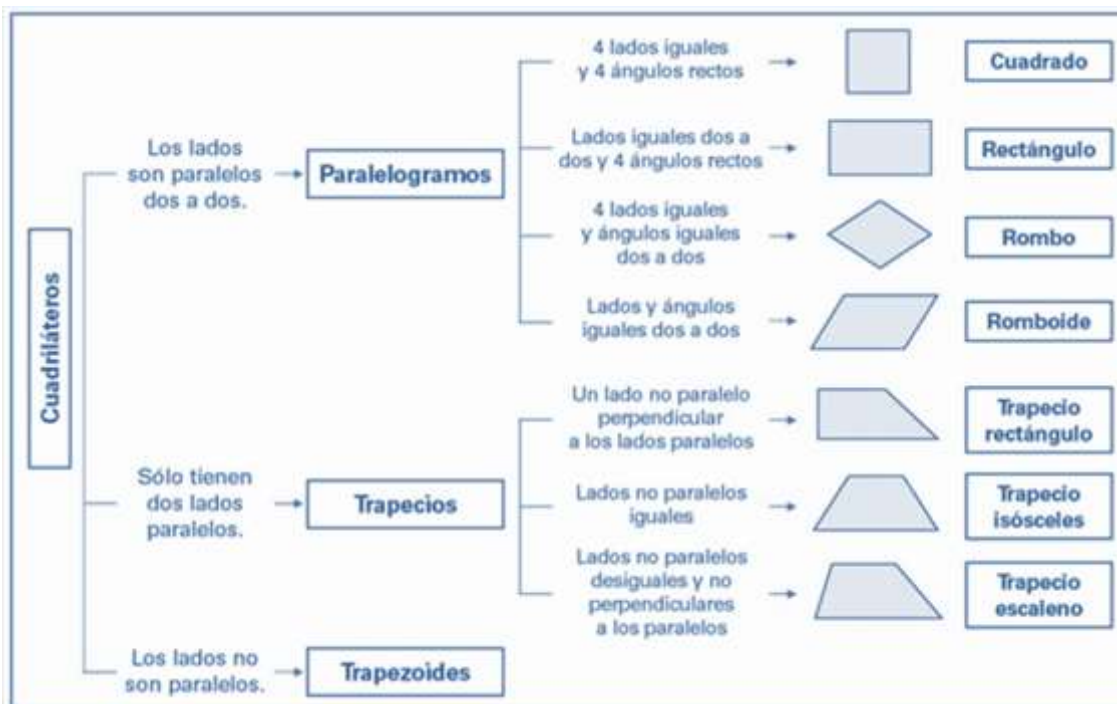 Cuadriláteros
Los lados
son paralelos
dos a dos.
Paralelogramos
4 lados iguales
y 4 ángulos rectos
Cuadrado
Lados iguales dos a
dos y 4 ángulos rectos
Rectángulo
4 lados iguales
y ángulos iguales
dos a dos
Rombo
Lados y ángulos
iguales dos a dos
Romboide
Sólo tienen
dos lados
paralelos.
Trapecios
Un lado no paralelo
perpendicular
a los lados paralelos
Trapecio
rectángulo
Lados no paralelos
iguales
Trapecio
isósceles
Lados no paralelos
desiguales y no
perpendiculares
a los paralelos
Trapecio
escaleno
Los lados no
son paralelos.
Trapezoides